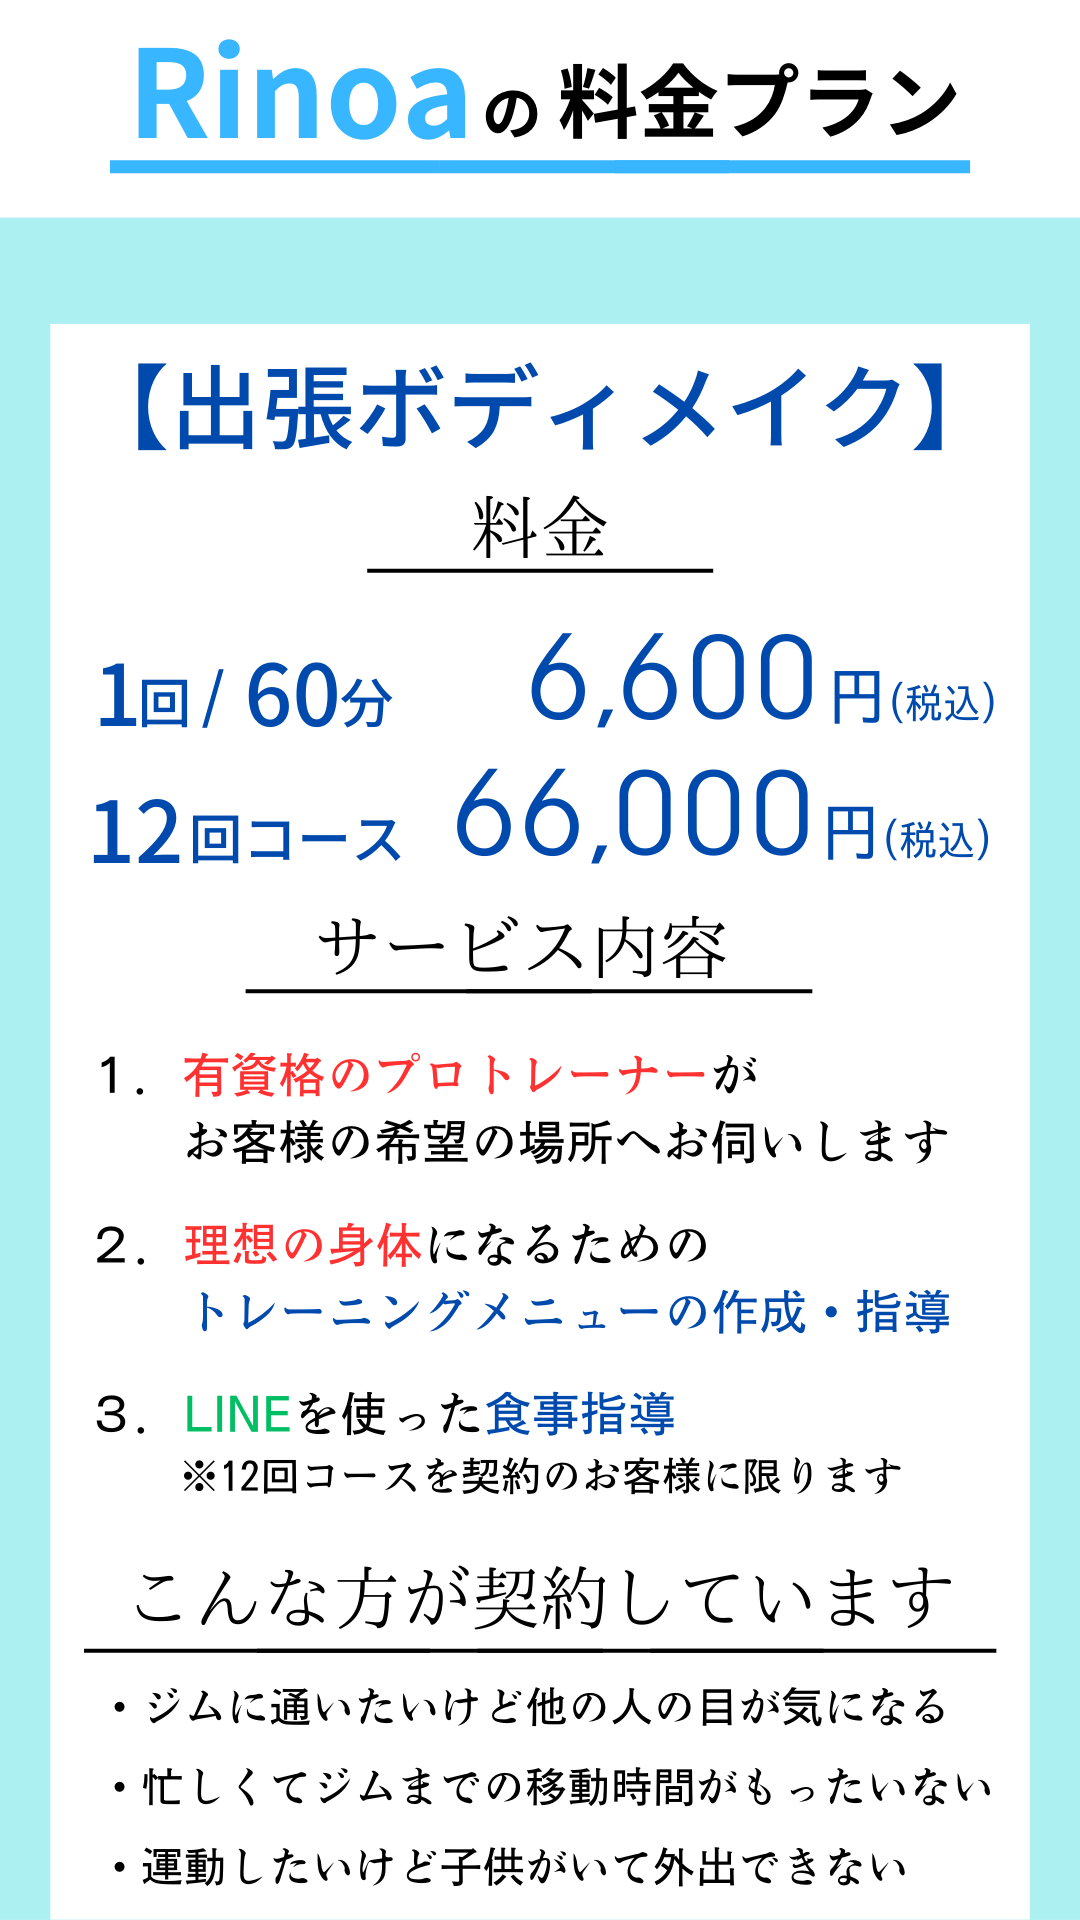 Rinoaの料金プラン
【出張ボディメイク】
料金
1回/60分 6,600円(税込)
12回コース 66,000円(税込)
サービス内容
１．有資格のプロトレーナーが
お客様の希望の場所へお伺いします
２．理想の身体になるための
トレーニングメニューの作成・指導
３．LINEを使った食事指導
※12回コースを契約のお客様に限ります
こんな方が契約しています
・ジムに通いたいけど他の人の目が気になる
・忙しくてジムまでの移動時間がもったいない
・運動したいけど子供がいて外出できない